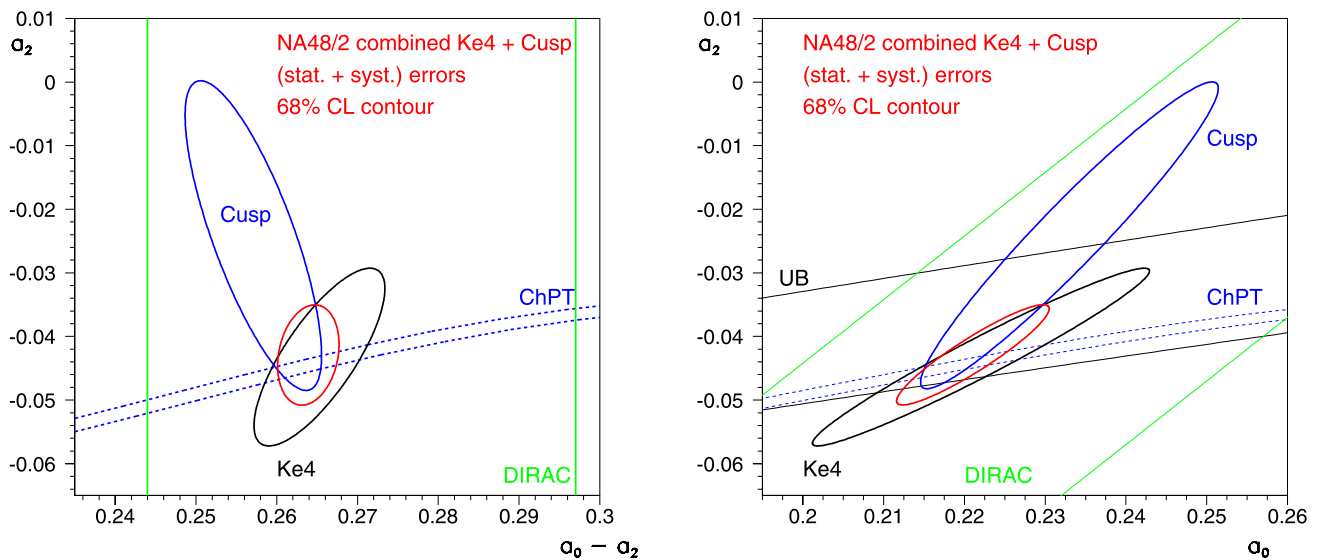 0.01
a2
0
-0.01
-0.02
-0.03
-0.04
-0.05
-0.06
NA48/2 combined Ke4 + Cusp
(stat. + syst.) errors
68% CL contour
Cusp
ChPT
Ke4
DIRAC
0.24 0.25 0.26 0.27 0.28 0.29 0.3
a0 − a2
0.01
a2
0
-0.01
-0.02
-0.03
-0.04
-0.05
-0.06
NA48/2 combined Ke4 + Cusp
(stat. + syst.) errors
68% CL contour
Cusp
UB
ChPT
Ke4
DIRAC
0.2 0.21 0.22 0.23 0.24 0.25 0.26
a0